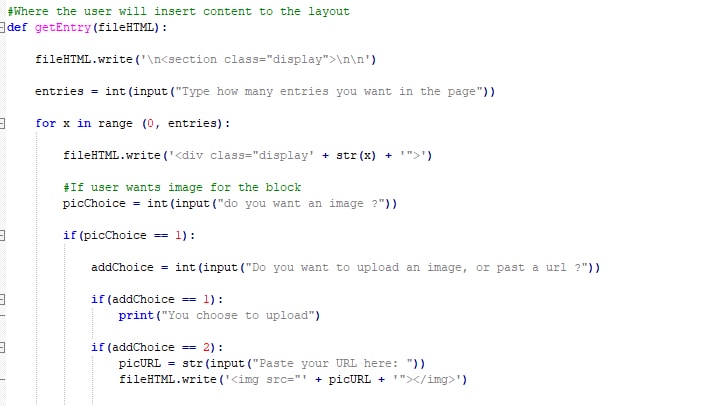 #Where the user will insert content to the layout
def getEntry(fileHTML):
fileHTML.write('\n<section class="display">\n\n')
entries = int(input("Type how many entries you want in the page"))
for x in range (0, entries):
fileHTML.write('<div class="display' + str(x) + '">')
#If user wants image for the block
picChoice = int(input("do you want an image ?"))
if(picChoice == 1):
addChoice = int(input("Do you want to upload an image, or past a url ?"))
if(addChoice == 1):
print("You choose to upload")
if(addChoice == 2):
picURL = str(input("Paste your URL here: "))
fileHTML.write('<img src="' + picURL + '"></img>')